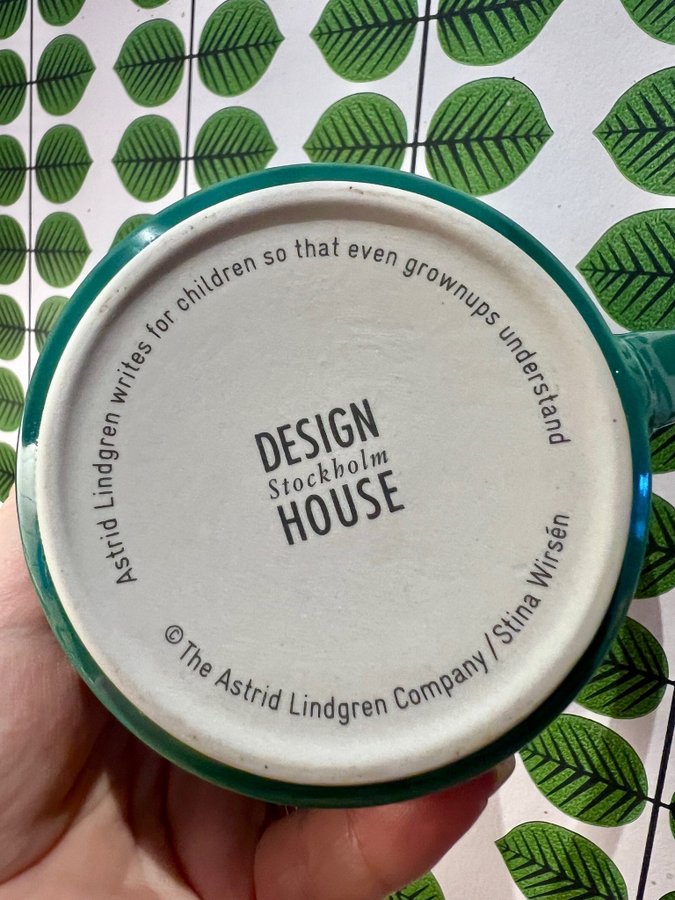 Astrid Lindgren writes for children so that even grownups understand
DESIGN
Stockholm
HOUSE
©The Astrid Lindgren Company / Stina Wirsén